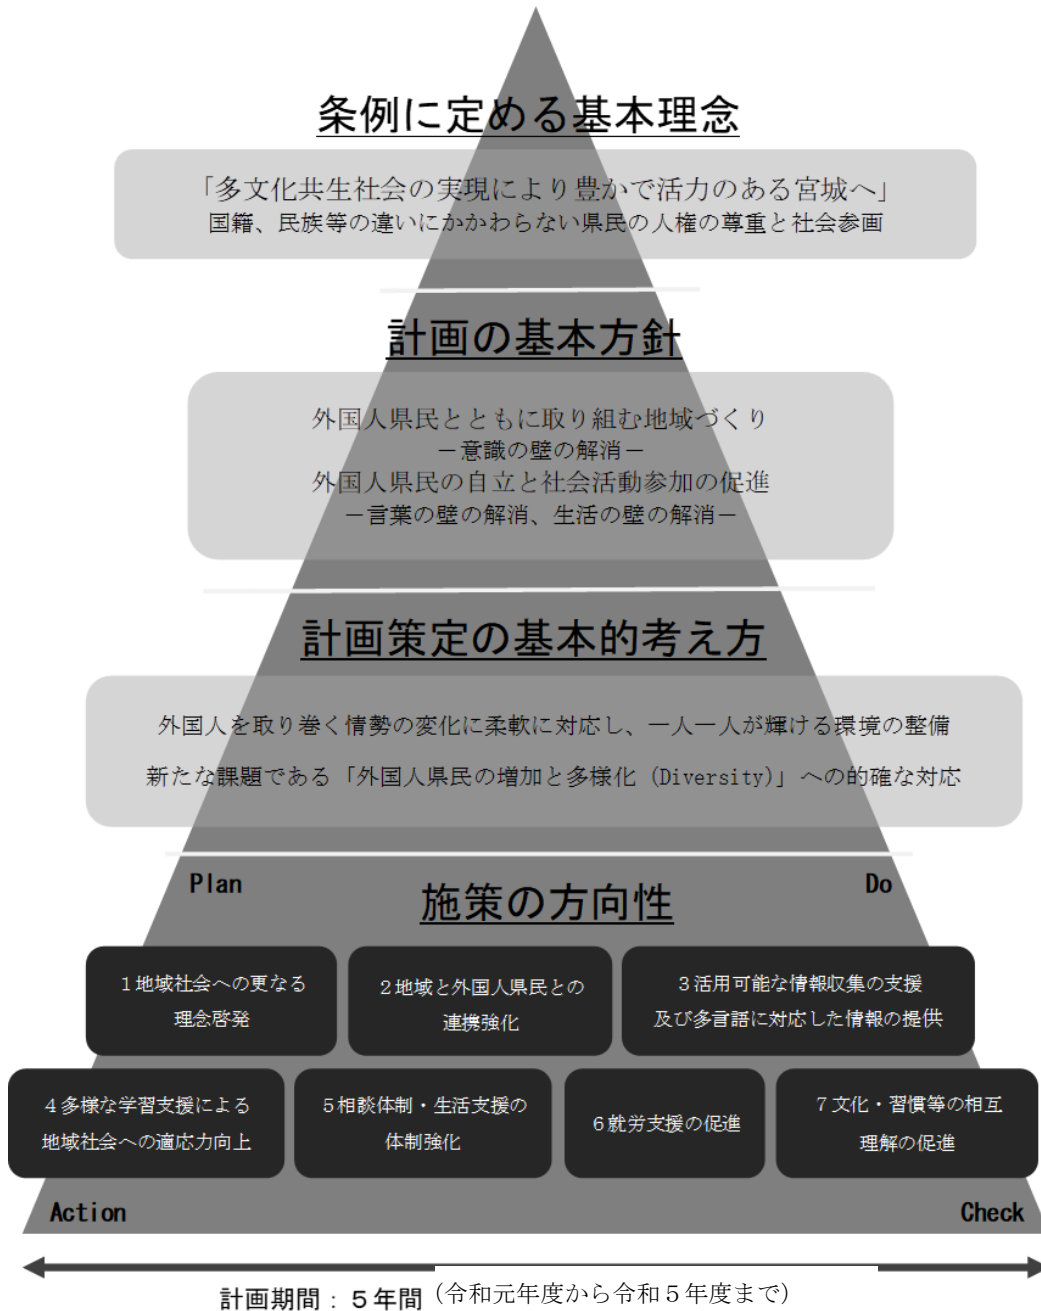 条例に定める基本理念
「多文化共生社会の実現により豊かで活力のある宮城へ」
国籍、民族等の違いにかかわらない県民の人権の尊重と社会参画
計画の基本方針
外国人県民とともに取り組む地域づくり
－意識の壁の解消－
外国人県民の自立と社会活動参加の促進
－言葉の壁の解消、生活の壁の解消－
計画策定の基本的考え方
外国人を取り巻く情勢の変化に柔軟に対応し、一人一人が輝ける環境の整備
新たな課題である「外国人県民の増加と多様化（Diversity）」への的確な対応
Plan
Do
施策の方向性
１地域社会への更なる
理念啓発
２地域と外国人県民との
連携強化
３活用可能な情報収集の支援
及び多言語に対応した情報の提供
４多様な学習支援による
地域社会への適応力向上
５相談体制・生活支援の
体制強化
６就労支援の促進
７文化・習慣等の相互
理解の促進
Action
Check
計画期間：５年間（令和元年度から令和５年度まで）